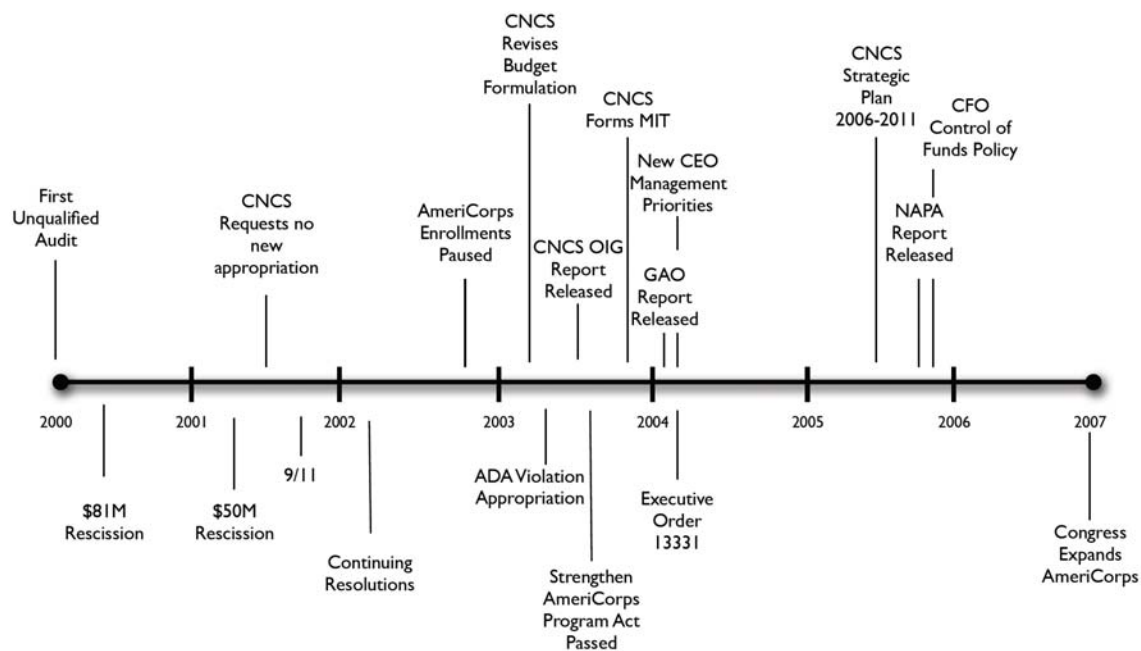 First
Unqualified
Audit
CNCS
Requests no
new
appropriation
AmeriCorps
Enrollments
Paused
CNCS
Revises
Budget
Formulation
CNCS OIG
Report
Released
CNCS
Forms MIT
New CEO
Management
Priorities
GAO
Report
Released
CNCS
Strategic
Plan
2006-2011
NAPA
Report
Released
CFO
Control of
Funds Policy
2000
2001
2002
2003
2004
2005
2006
2007
$81M
Rescission
$50M
Rescission
9/11
Continuing
Resolutions
ADA Violation
Appropriation
Strengthen
AmeriCorps
Program Act
Passed
Executive
Order
13331
Congress
Expands
AmeriCorps